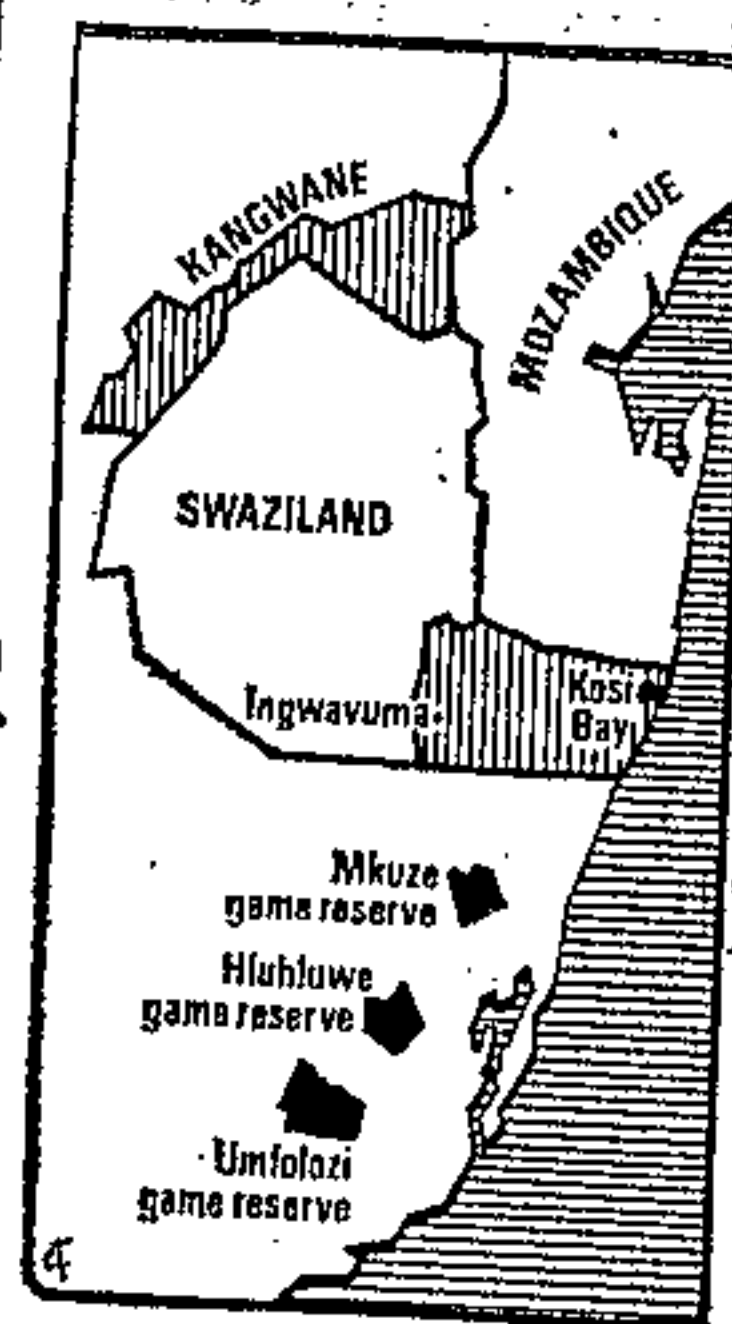 KANGWANE
MOZAMBIQUE
SWAZILAND
Ingwavuma
Kosi
Bay
Mkuze
game reserve
Hluhluwe
game reserve
Umfolozi
game reserve